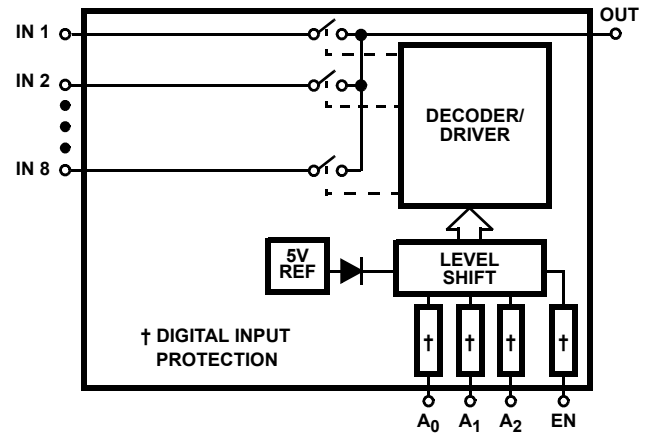 OUT
IN 1
IN 2
IN 8
DECODER/
DRIVER
5V
REF
LEVEL
SHIFT
† † † †
† DIGITAL INPUT
PROTECTION
A0 A1 A2 EN